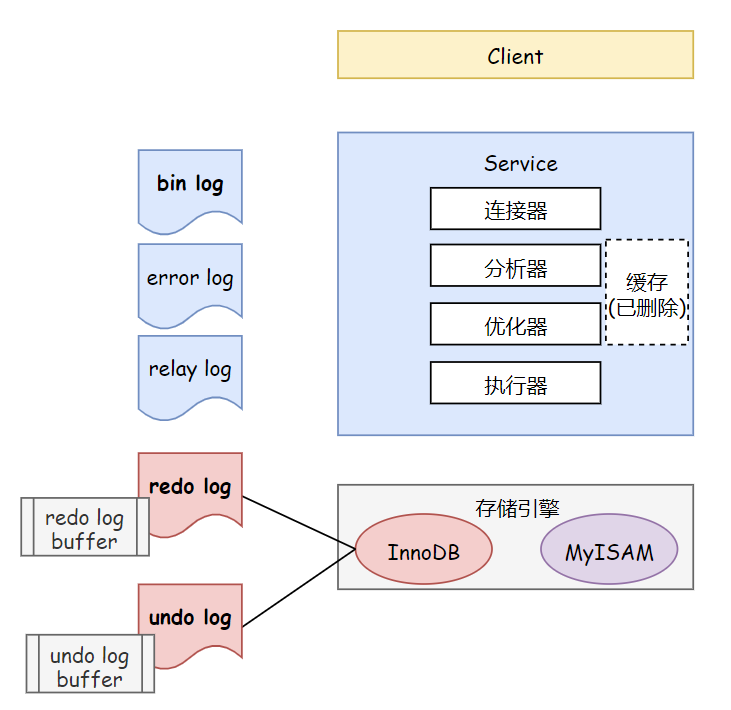 Client
Service
连接器
分析器
优化器
执行器
缓存
(已删除)
bin log
error log
relay log
redo log
redo log
buffer
undo log
undo log
buffer
存储引擎
InnoDB
MyISAM